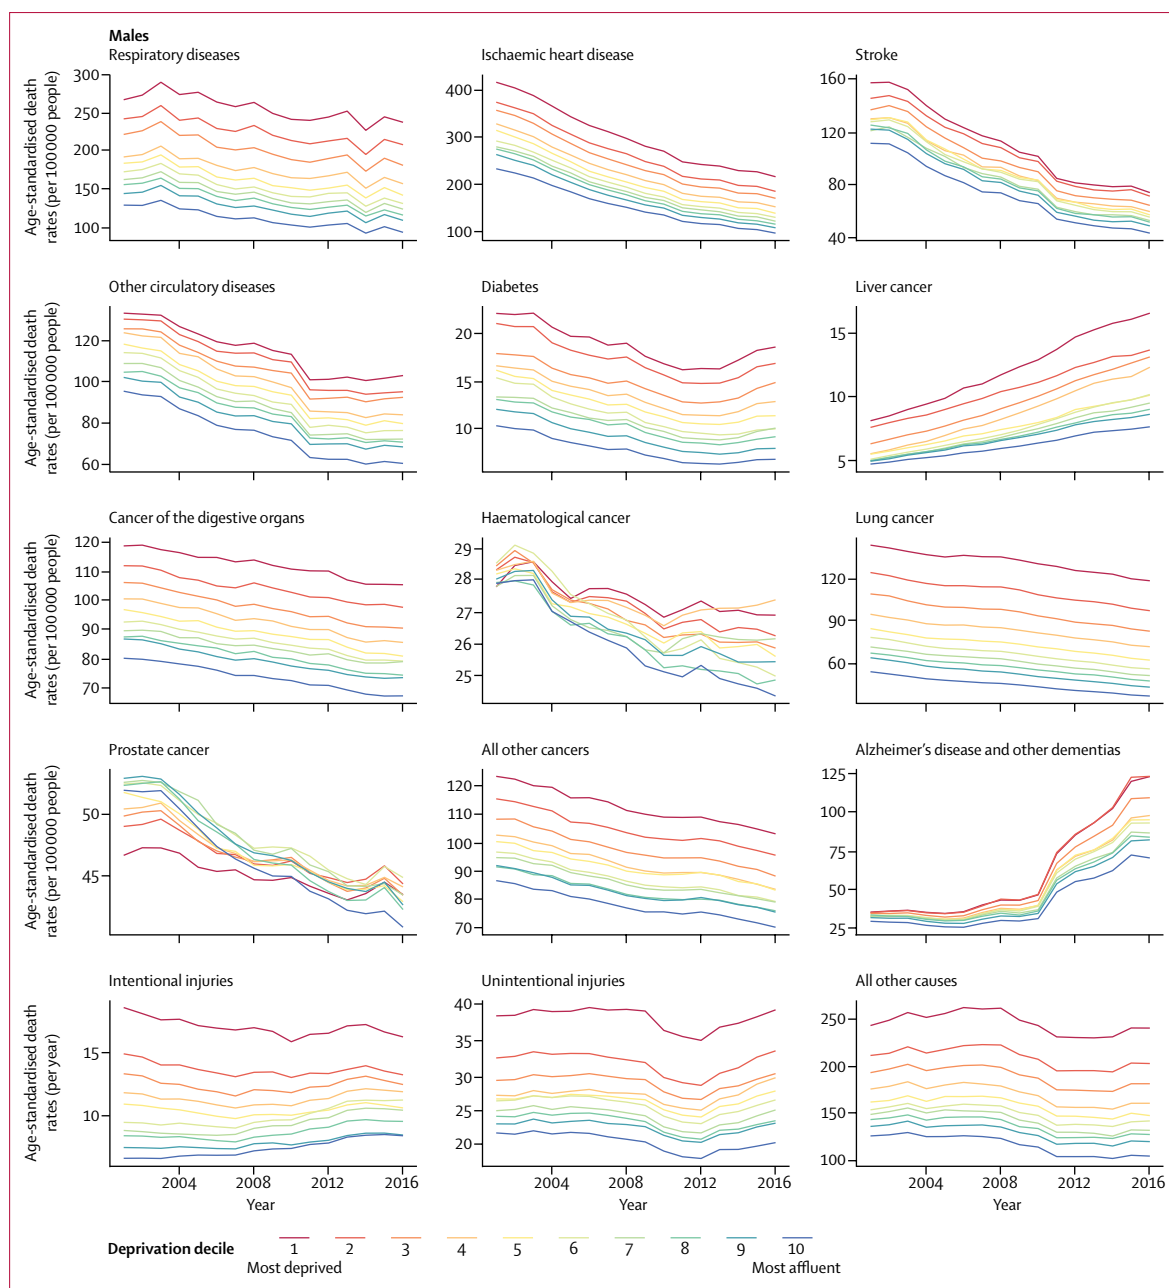 Males
Respiratory diseases
Ischaemic heart disease
Stroke
Age-standardised death
rates (per 100 000 people)
300
250
200
150
100
400
300
200
100
160
120
80
40
Other circulatory diseases
Diabetes
Liver cancer
Age-standardised death
rates (per 100 000 people)
120
100
80
60
20
15
10
15
10
5
Cancer of the digestive organs
Haematological cancer
Lung cancer
Age-standardised death
rates (per 100 000 people)
120
110
100
90
80
70
29
28
27
26
25
120
90
60
Prostate cancer
All other cancers
Alzheimer's disease and other dementias
Age-standardised death
rates (per 100 000 people)
50
45
120
110
100
90
80
70
125
100
75
50
25
Intentional injuries
Unintentional injuries
All other causes
Age-standardised death
rates (per year)
15
10
40
35
30
25
20
250
200
150
100
2004 2008 2012 2016
2004 2008 2012 2016
2004 2008 2012 2016
Year
Year
Year
Deprivation decile
1 2 3 4 5 6 7 8 9 10
Most deprived
Most affluent